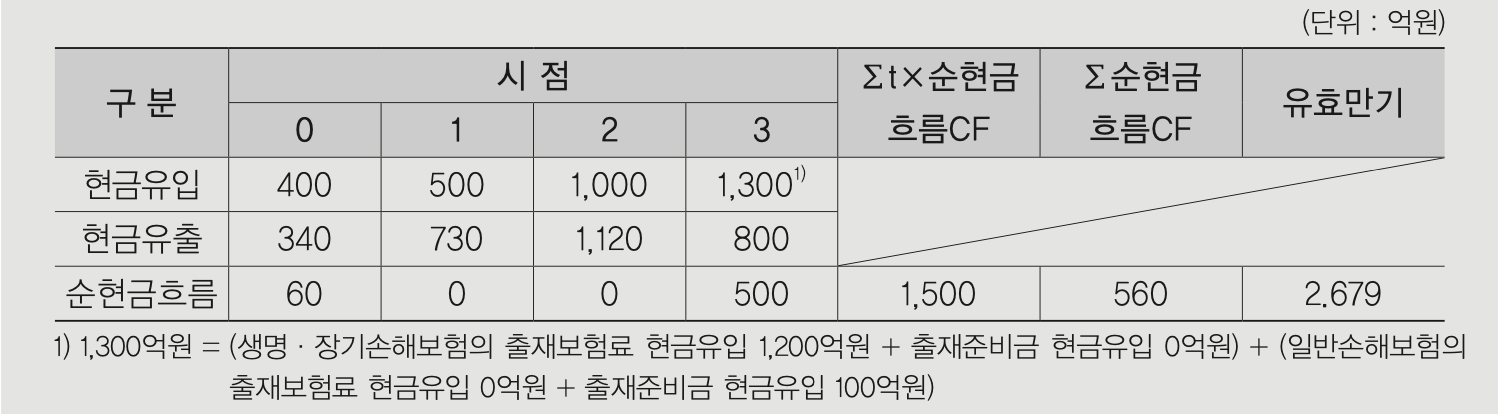 (단위 : 억원)
구 분 시 점 Σt×순현금 흐름CF Σ순현금 흐름CF 유효만기
0 1 2 3
현금유입 400 500 1,000 1,300¹⁾
현금유출 340 730 1,120 800
순현금흐름 60 0 0 500 1,500 560 2.679
1) 1,300억원 = (생명 · 장기손해보험의 출재보험료 현금유입 1,200억원 + 출재준비금 현금유입 0억원) + (일반손해보험의
출재보험료 현금유입 0억원 + 출재준비금 현금유입 100억원)